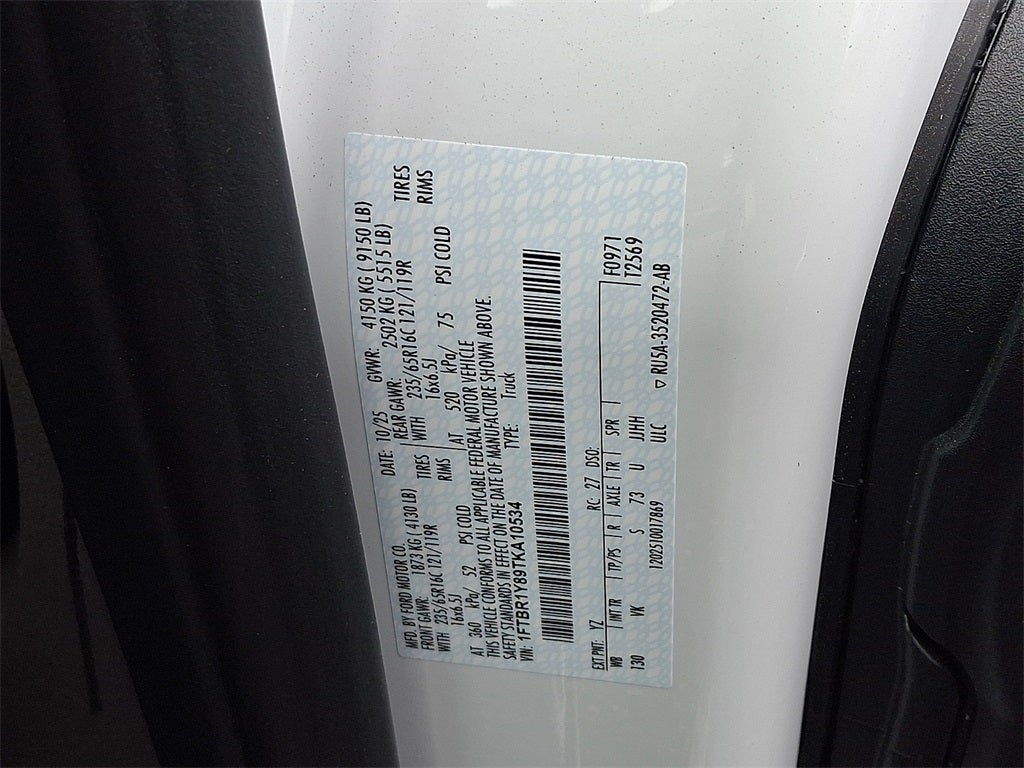 MFD. BY FORD MOTOR CO. DATE: 10/25 GVWR: 4150 KG ( 9150 LB)
FRONT GAWR: 1873 KG ( 4130 LB) REAR GAWR: 2502 KG ( 5515 LB)
WITH 235/65R16C 121/119R TIRES WITH 235/65R16C 121/119R TIRES
16x6.5J RIMS 16x6.5J RIMS
AT 360 kPa/ 52 PSI COLD AT 520 kPa/ 75 PSI COLD
THIS VEHICLE CONFORMS TO ALL APPLICABLE FEDERAL MOTOR VEHICLE
SAFETY STANDARDS IN EFFECT ON THE DATE OF MANUFACTURE SHOWN ABOVE.
VIN: 1FTBR1Y89TKA10534 TYPE: Truck
EXT PNT: YZ RC: 27 DSO: F0971
WB INT TR TP/PS R AXLE TR SPR T2569
130 VK S 73 U JJHH
1202510017869 ULC ▽ RU5A-3520472-AB